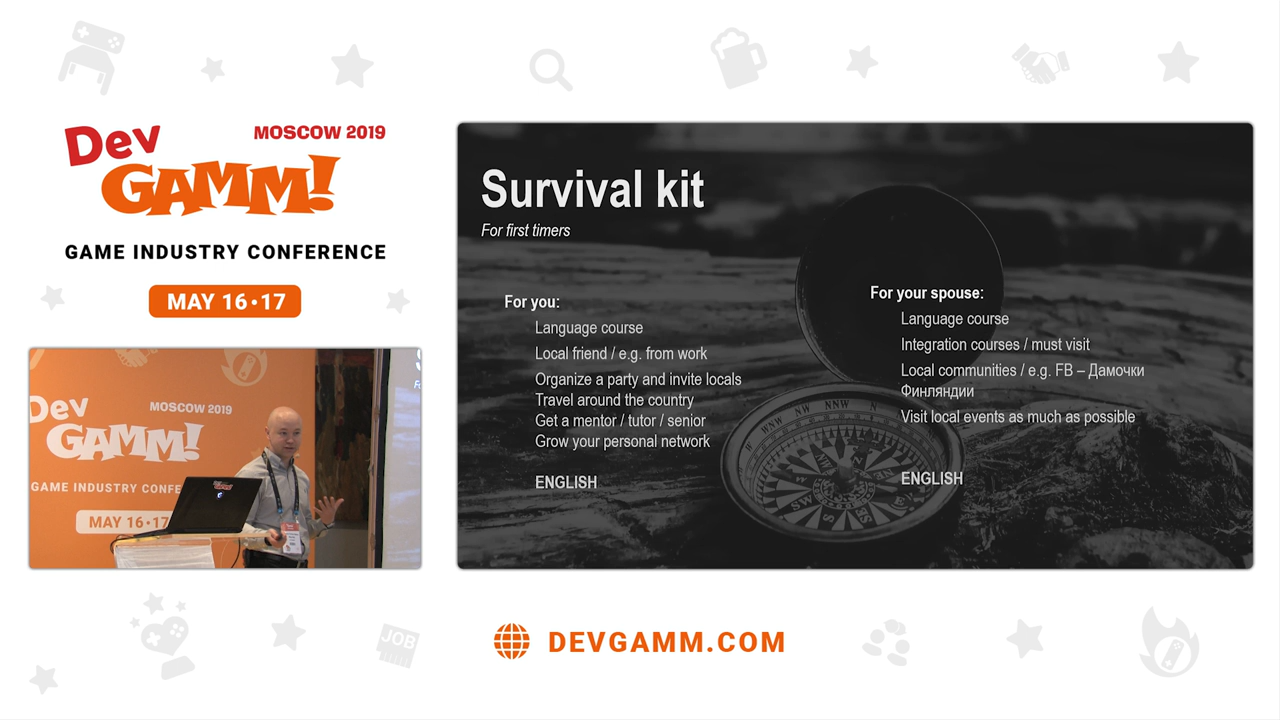 Dev
MOSCOW 2019
GAMM!
GAME INDUSTRY CONFERENCE
MAY 16•17
Dev
MOSCOW 2019
GAMM!
GAME INDUSTRY CONFE
MAY 16•17
Survival kit
For first timers
For you:
Language course
Local friend / e.g. from work
Organize a party and invite locals
Travel around the country
Get a mentor / tutor / senior
Grow your personal network
ENGLISH
For your spouse:
Language course
Integration courses / must visit
Local communities / e.g. FB – Дамочки
Финляндии
Visit local events as much as possible
ENGLISH
JOB
DEVGAMM.COM